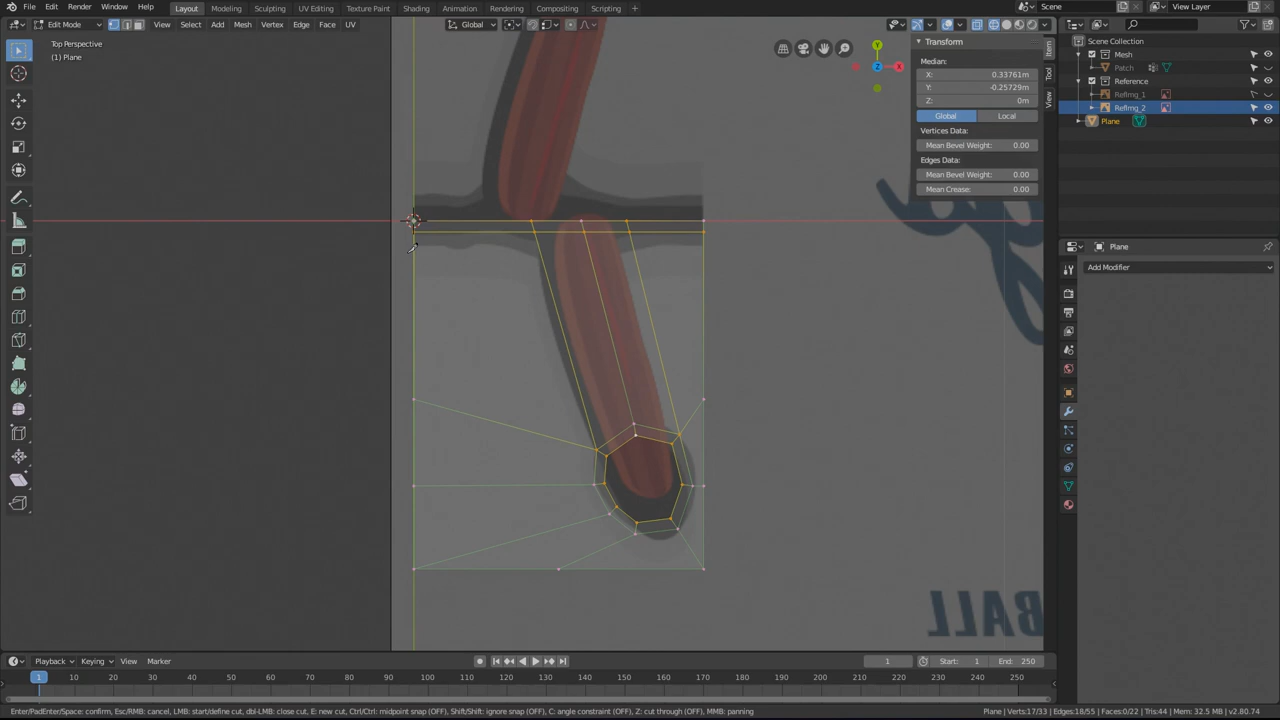 File Edit Render Window Help Layout Modeling Sculpting UV Editing Texture Paint Shading Animation Rendering Compositing Scripting + Scene View Layer
Edit Mode View Select Add Mesh Vertex Edge Face UV Global
Top Perspective
(1) Plane
Y
X
Z
Transform
Median:
X: 0.33761m
Y: -0.25729m
Z: 0m
Global Local
Vertices Data:
Mean Bevel Weight: 0.00
Edges Data:
Mean Bevel Weight: 0.00
Mean Crease: 0.00
Item
Tool
View
Scene Collection
Mesh
Patch
Reference
RefImg_1
RefImg_2
Plane
Plane
Add Modifier
BALL
Playback Keying View Marker 1 Start: 1 End: 250
1 10 20 30 40 50 60 70 80 90 100 110 120 130 140 150 160 170 180 190 200 210 220 230 240 250
Enter/PadEnter/Space: confirm, Esc/RMB: cancel, LMB: start/define cut, dbl-LMB: close cut, E: new cut, Ctrl/Ctrl: midpoint snap (OFF), Shift/Shift: ignore snap (OFF), C: angle constraint (OFF), Z: cut through (OFF), MMB: panning
Plane | Verts:17/33 | Edges:18/55 | Faces:0/22 | Tris:44 | Mem: 32.5 MB | v2.80.74